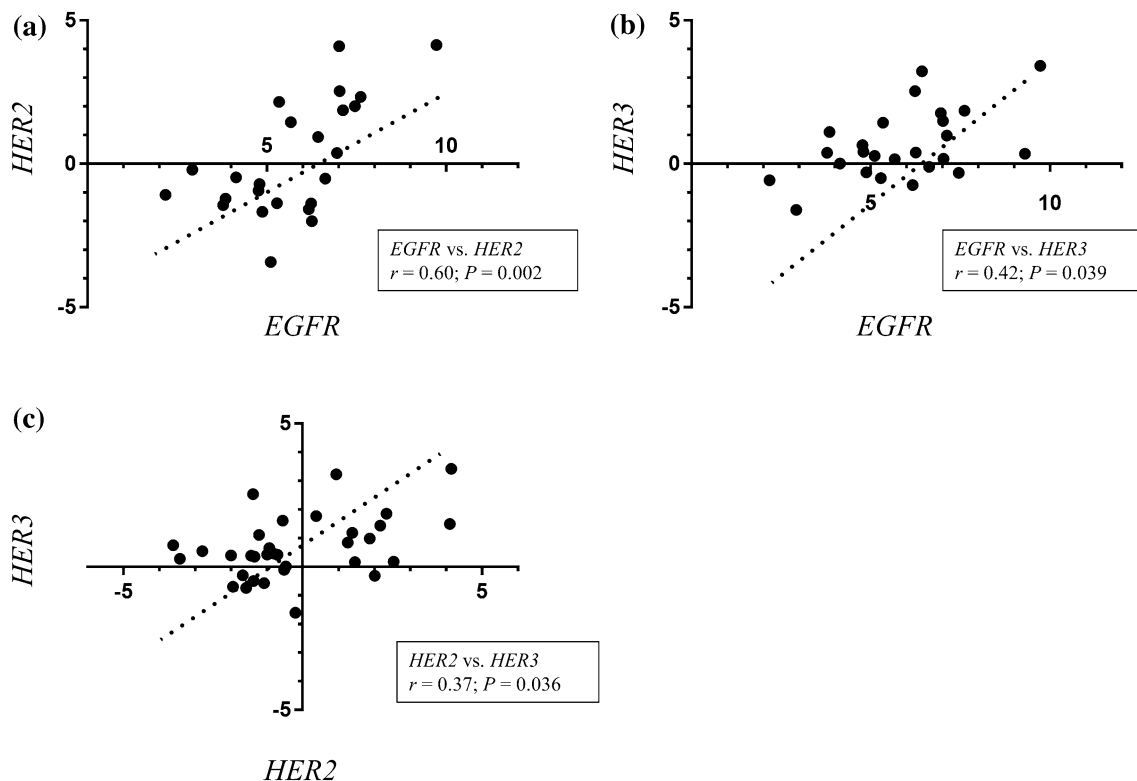 (a)
5
HER2
5
10
0
EGFR vs. HER2
r = 0.60; P = 0.002
-5
EGFR
(b)
5
HER3
0
5
10
EGFR vs. HER3
r = 0.42; P = 0.039
-5
EGFR
(c)
5
HER3
-5
5
HER2 vs. HER3
r = 0.37; P = 0.036
-5
HER2